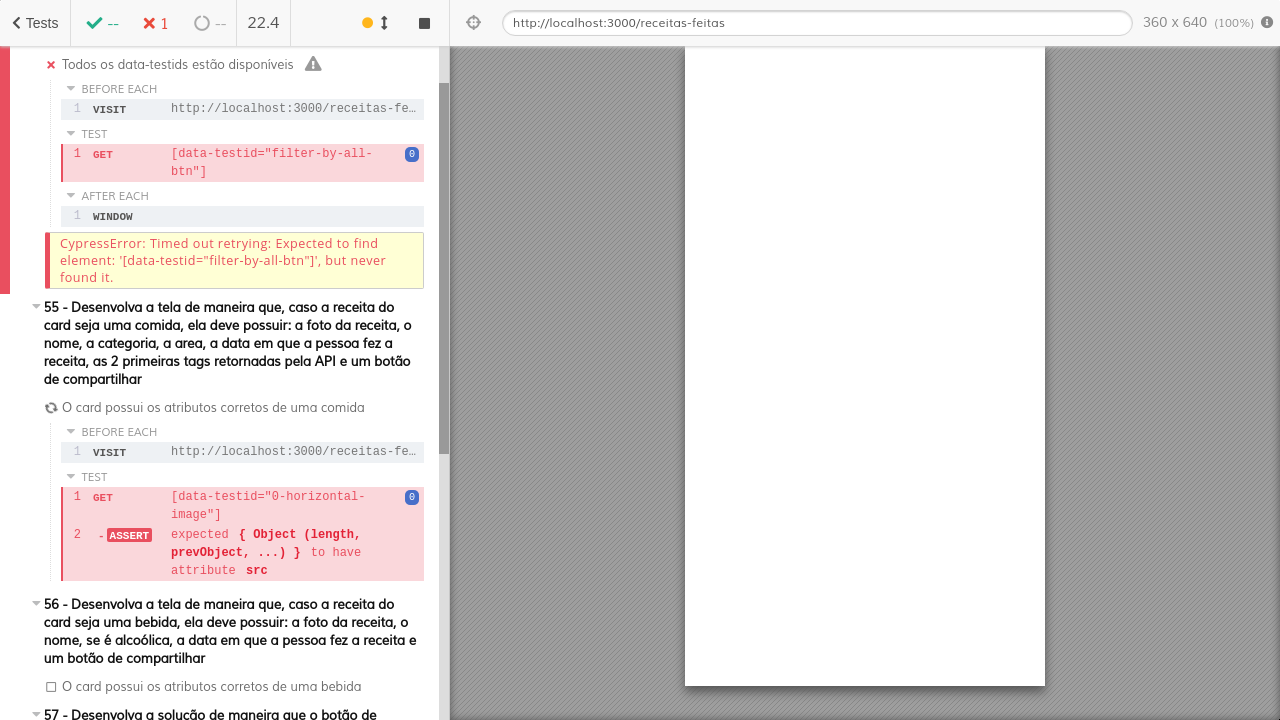 Tests
--
1
--
22.4
http://localhost:3000/receitas-feitas
360 x 640 (100%)
Todos os data-testids estão disponíveis
BEFORE EACH
1 VISIT http://localhost:3000/receitas-fe…
TEST
1 GET [data-testid="filter-by-all-
btn"]
0
AFTER EACH
1 WINDOW
CypressError: Timed out retrying: Expected to find
element: '[data-testid="filter-by-all-btn"]', but never
found it.
55 - Desenvolva a tela de maneira que, caso a receita do
card seja uma comida, ela deve possuir: a foto da receita, o
nome, a categoria, a area, a data em que a pessoa fez a
receita, as 2 primeiras tags retornadas pela API e um botão
de compartilhar
O card possui os atributos corretos de uma comida
BEFORE EACH
1 VISIT http://localhost:3000/receitas-fe…
TEST
1 GET [data-testid="0-horizontal-
image"]
0
2 - ASSERT expected { Object (length,
prevObject, ...) } to have
attribute src
56 - Desenvolva a tela de maneira que, caso a receita do
card seja uma bebida, ela deve possuir: a foto da receita, o
nome, se é alcoólica, a data em que a pessoa fez a receita e
um botão de compartilhar
O card possui os atributos corretos de uma bebida
57 - Desenvolva a solução de maneira que o botão de